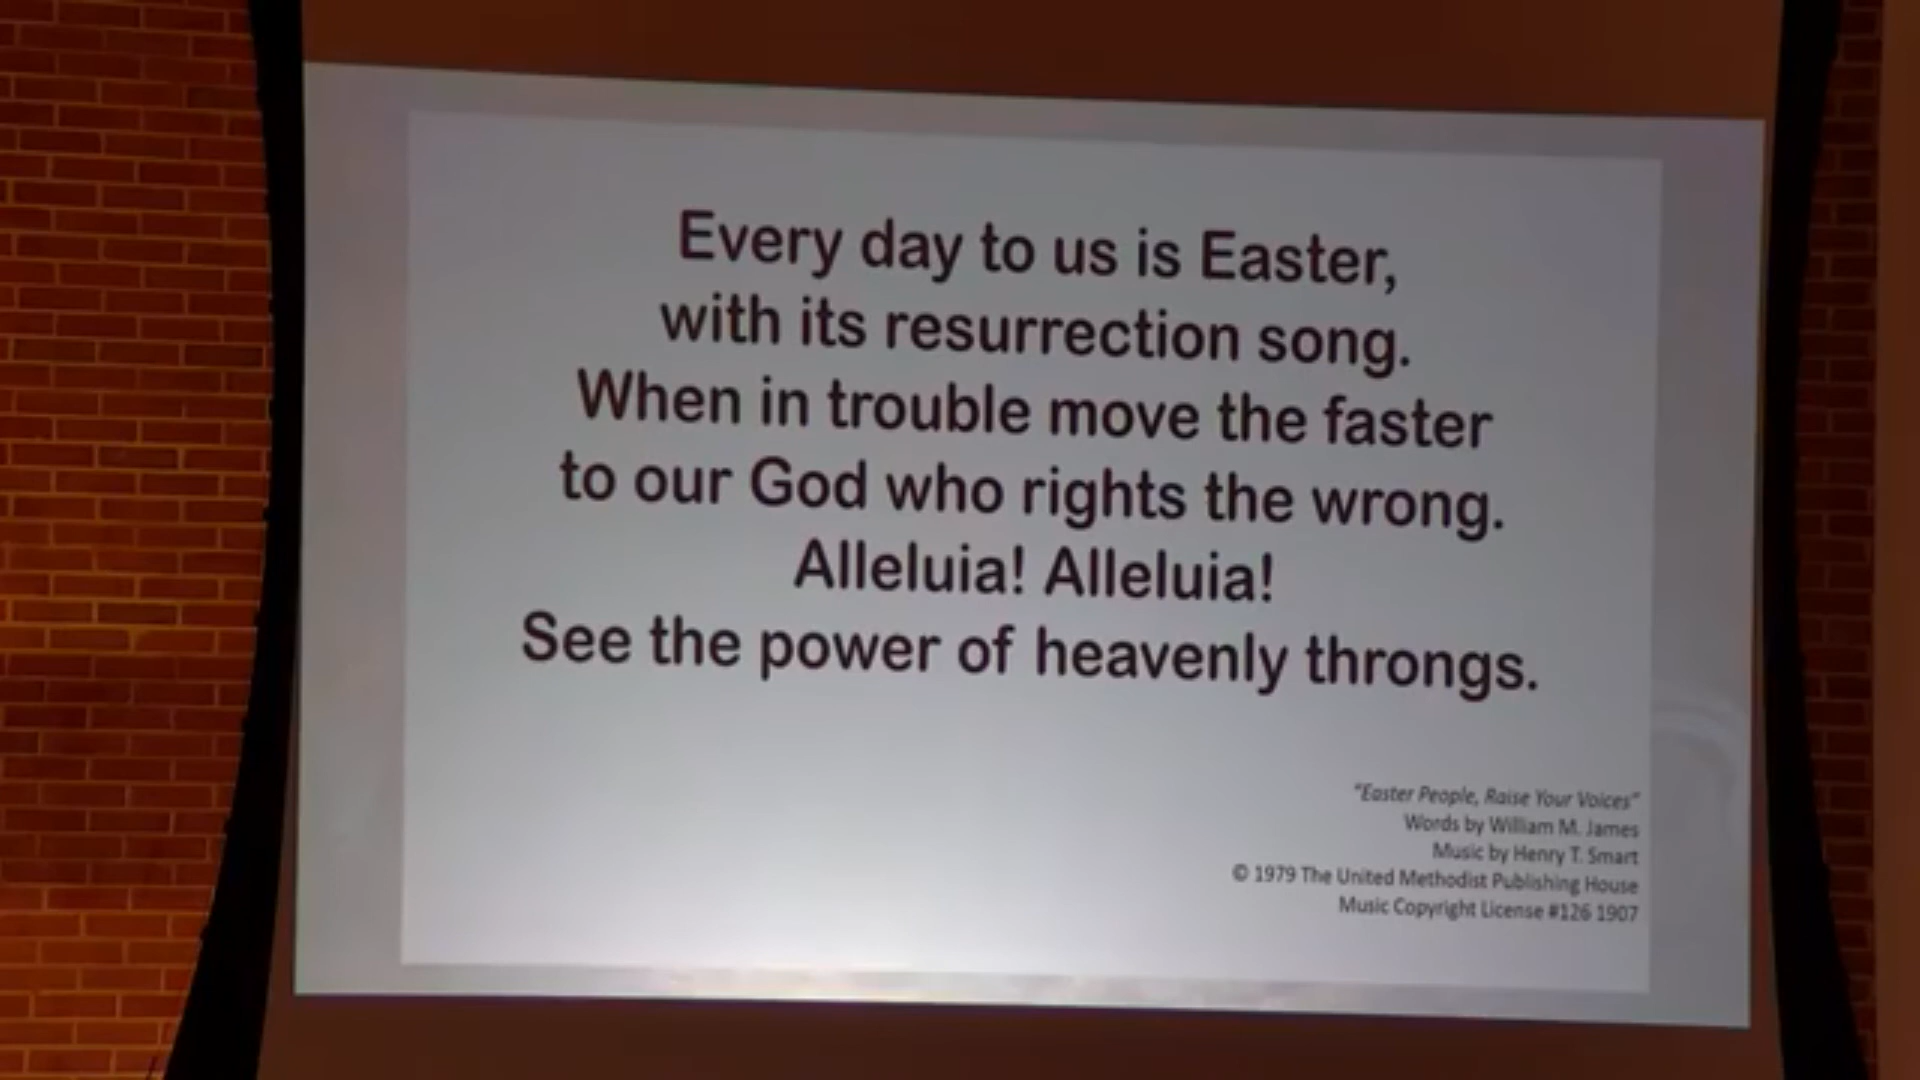 Every day to us is Easter,
with its resurrection song.
When in trouble move the faster
to our God who rights the wrong.
Alleluia! Alleluia!
See the power of heavenly throngs.
"Easter People, Raise Your Voices"
Words by William M. James
Music by Henry T. Smart
© 1979 The United Methodist Publishing House
Music Copyright License #126 1907